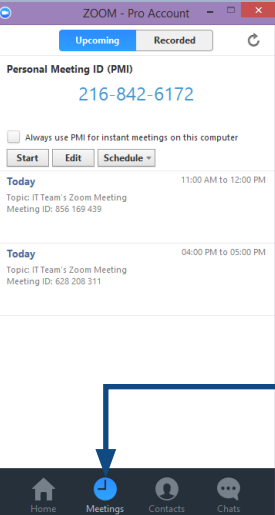 ZOOM - Pro Account
Upcoming Recorded
Personal Meeting ID (PMI)
216-842-6172
Always use PMI for instant meetings on this computer
Start Edit Schedule
Today 11:00 AM to 12:00 PM
Topic: IT Team's Zoom Meeting
Meeting ID: 856 169 439
Today 04:00 PM to 05:00 PM
Topic: IT Team's Zoom Meeting
Meeting ID: 628 208 311
Home Meetings Contacts Chats